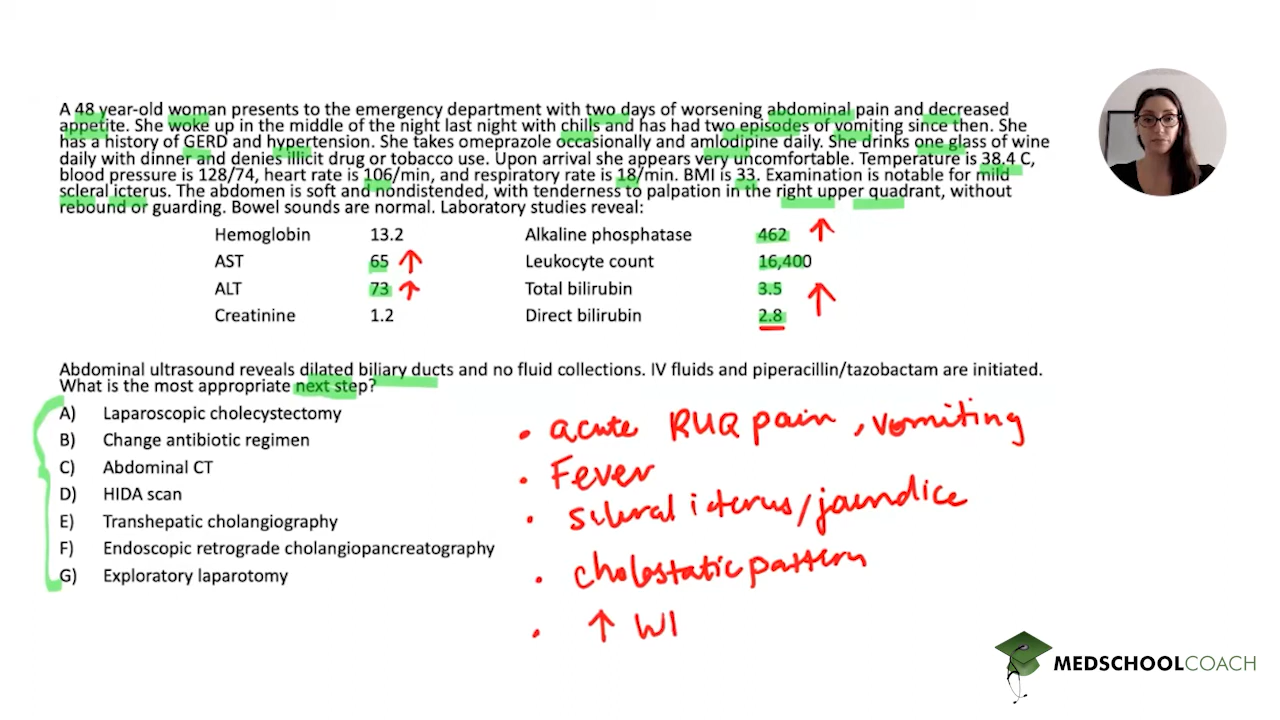 A 48 year-old woman presents to the emergency department with two days of worsening abdominal pain and decreased
appetite. She woke up in the middle of the night last night with chills and has had two episodes of vomiting since then. She
has a history of GERD and hypertension. She takes omeprazole occasionally and amlodipine daily. She drinks one glass of wine
daily with dinner and denies illicit drug or tobacco use. Upon arrival she appears very uncomfortable. Temperature is 38.4 C,
blood pressure is 128/74, heart rate is 106/min, and respiratory rate is 18/min. BMI is 33. Examination is notable for mild
scleral icterus. The abdomen is soft and nondistended, with tenderness to palpation in the right upper quadrant, without
rebound or guarding. Bowel sounds are normal. Laboratory studies reveal:
Hemoglobin 13.2 Alkaline phosphatase 462 ↑
AST 65 ↑ Leukocyte count 16,400
ALT 73 ↑ Total bilirubin 3.5 ↑
Creatinine 1.2 Direct bilirubin 2.8
Abdominal ultrasound reveals dilated biliary ducts and no fluid collections. IV fluids and piperacillin/tazobactam are initiated.
What is the most appropriate next step?
A) Laparoscopic cholecystectomy
B) Change antibiotic regimen
C) Abdominal CT
D) HIDA scan
E) Transhepatic cholangiography
F) Endoscopic retrograde cholangiopancreatography
G) Exploratory laparotomy
• acute RUQ pain, vomiting
• Fever
• scleral icterus/jaundice
• cholestatic pattern
• ↑ WI
MEDSCHOOLCOACH